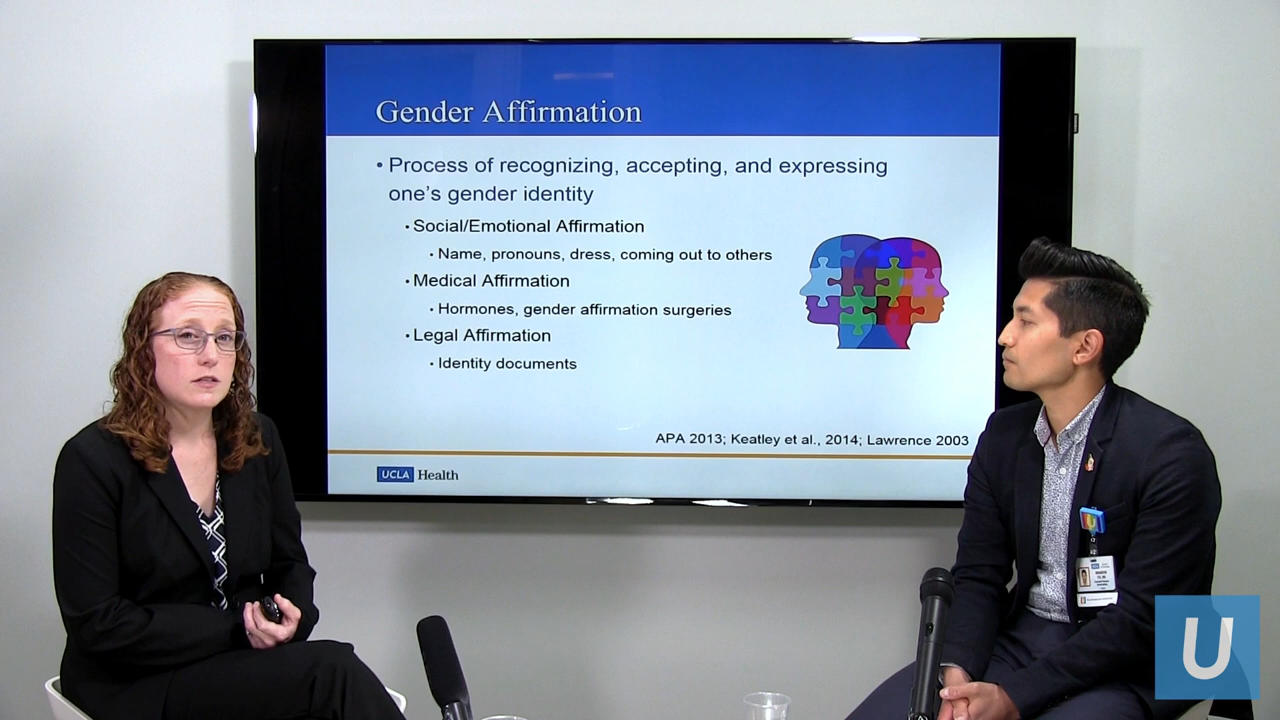 Gender Affirmation
• Process of recognizing, accepting, and expressing
one's gender identity
• Social/Emotional Affirmation
• Name, pronouns, dress, coming out to others
• Medical Affirmation
• Hormones, gender affirmation surgeries
• Legal Affirmation
• Identity documents
APA 2013; Keatley et al., 2014; Lawrence 2003
UCLA Health
U